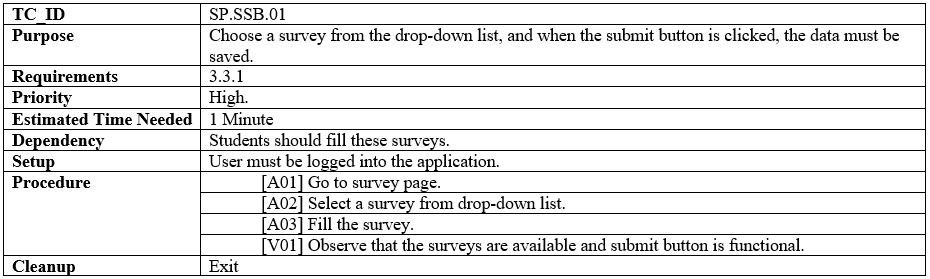 TC_ID SP.SSB.01
Purpose Choose a survey from the drop-down list, and when the submit button is clicked, the data must be
saved.
Requirements 3.3.1
Priority High.
Estimated Time Needed 1 Minute
Dependency Students should fill these surveys.
Setup User must be logged into the application.
Procedure [A01] Go to survey page.
[A02] Select a survey from drop-down list.
[A03] Fill the survey.
[V01] Observe that the surveys are available and submit button is functional.
Cleanup Exit